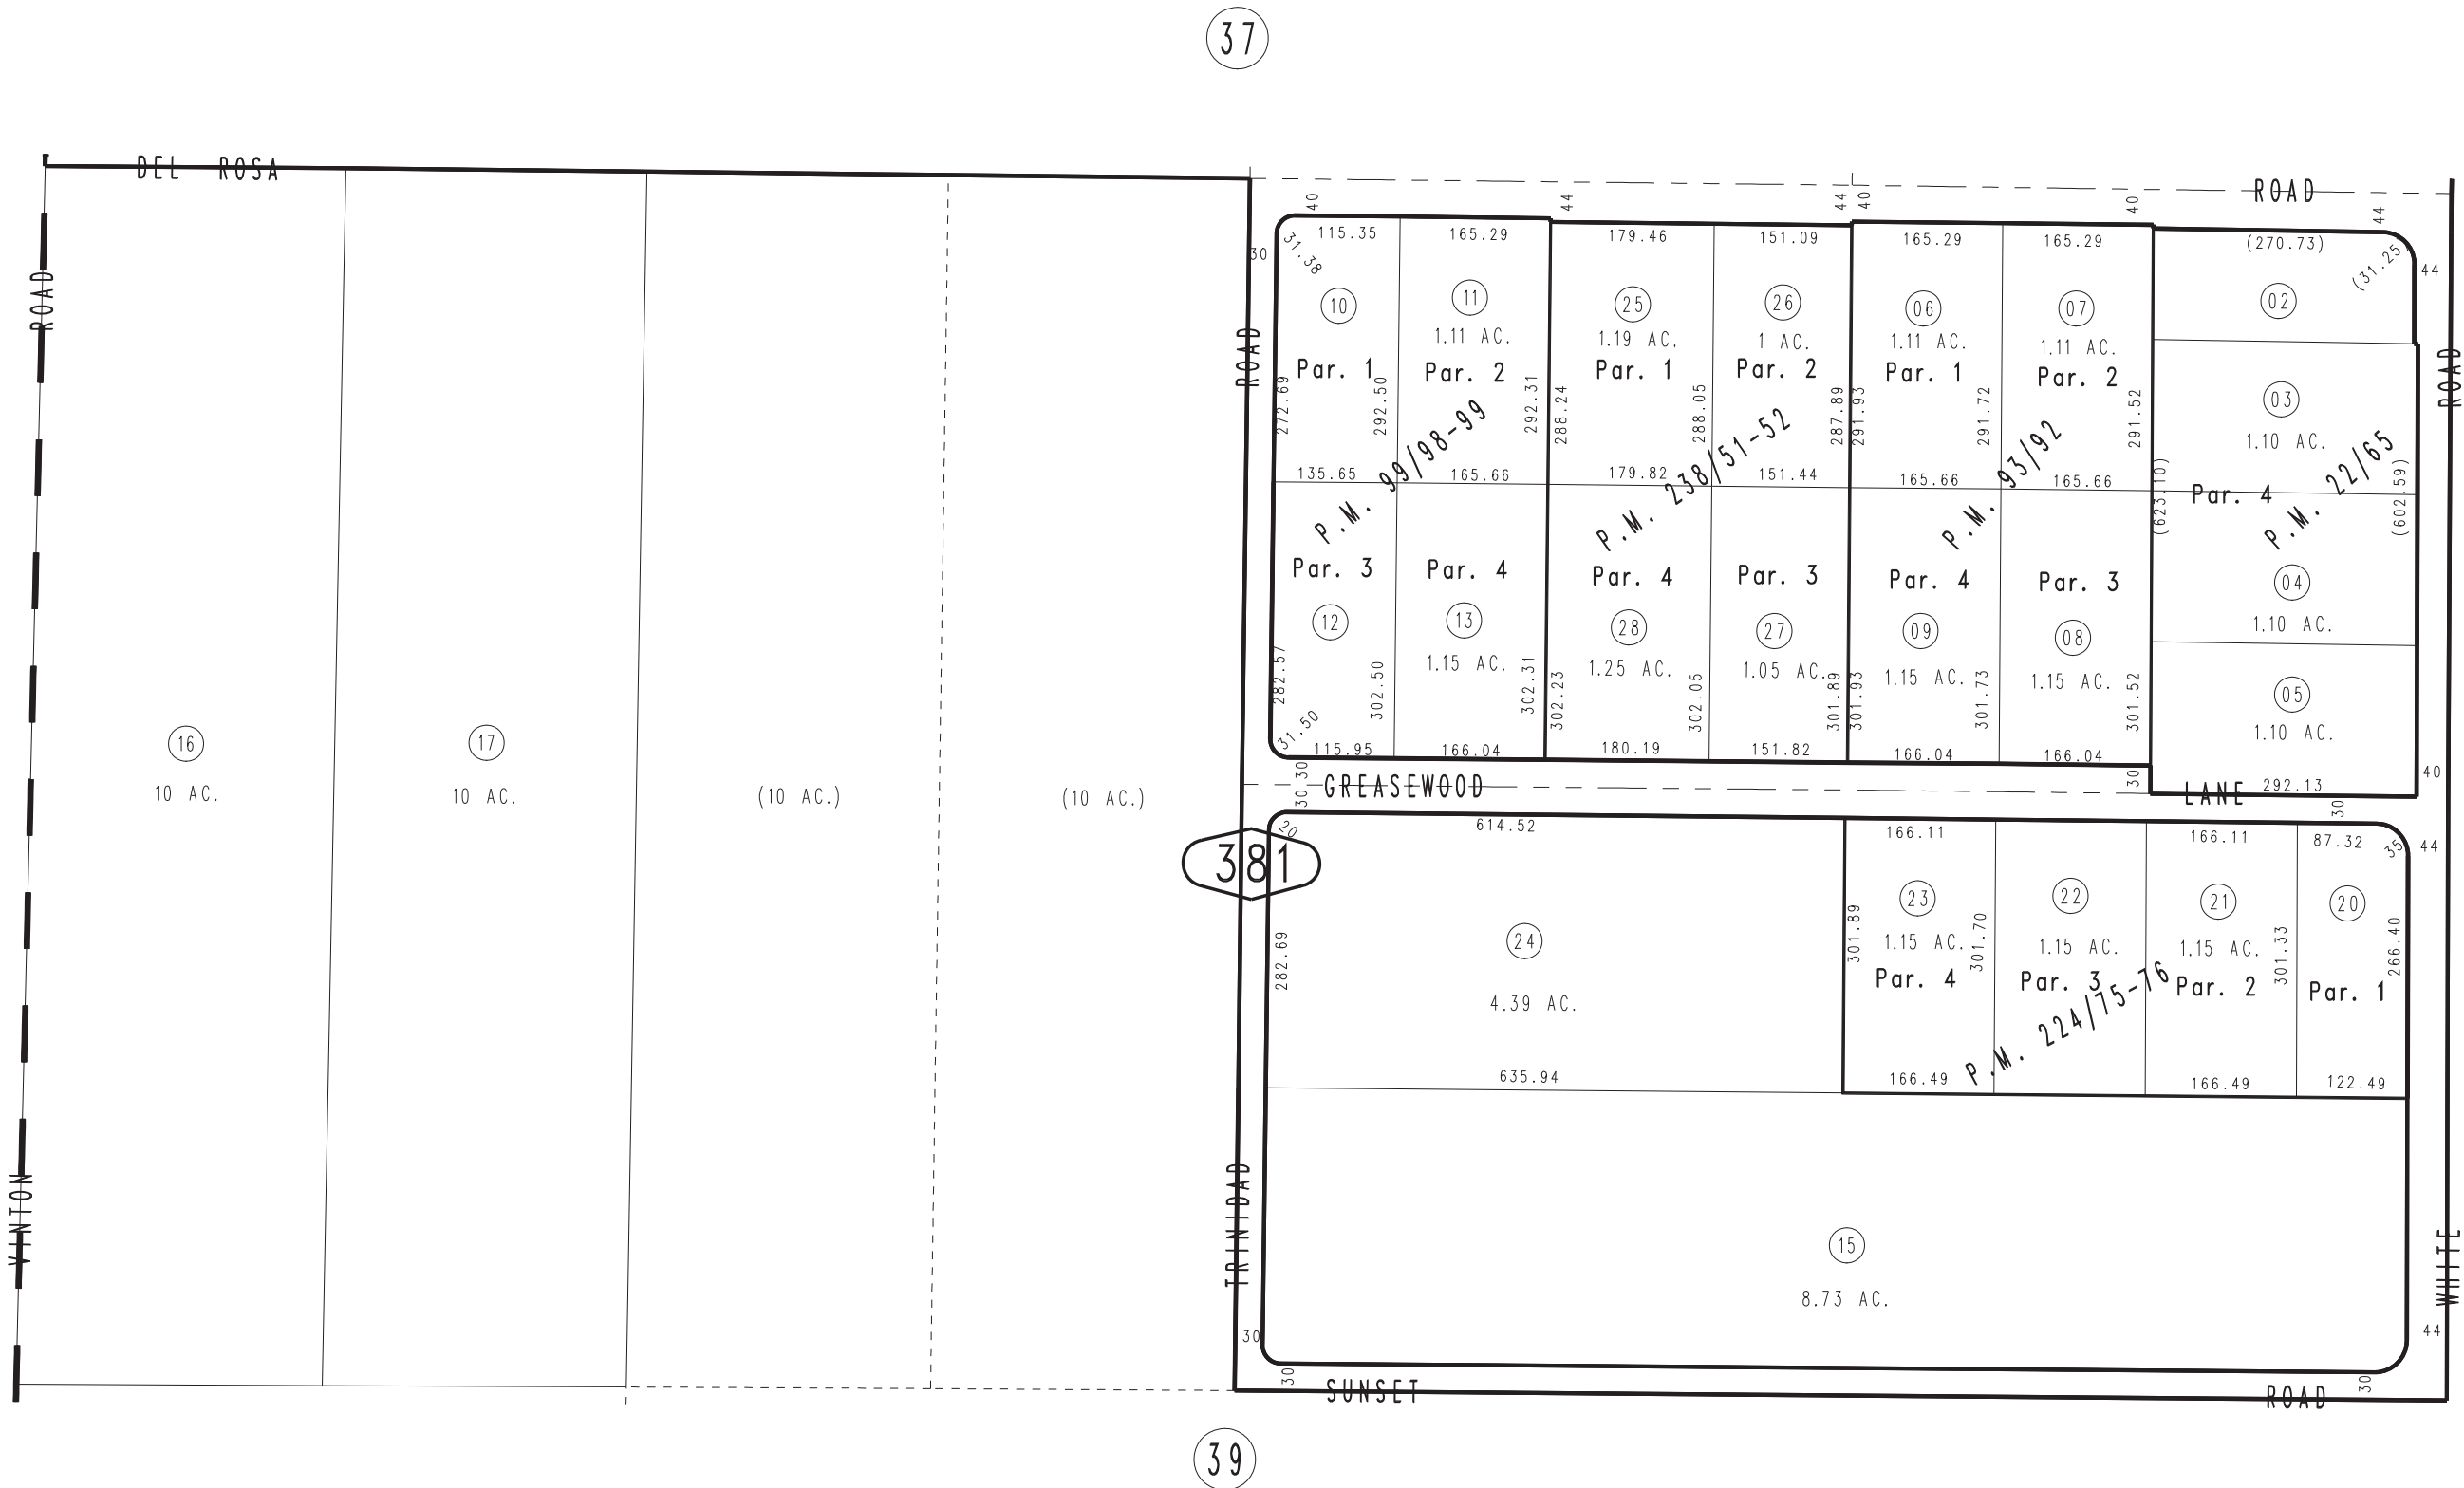 37
DEL ROSA
ROAD
40
44
44
40
40
44
115.35
165.29
179.46
151.09
165.29
165.29
(270.73)
(31.25)
31.38
30
44
ROAD
ROAD
ROAD
10
11
1.11 AC.
25
1.19 AC.
26
1 AC.
06
1.11 AC.
07
1.11 AC.
02
Par. 1
Par. 2
Par. 1
Par. 2
Par. 1
Par. 2
03
1.10 AC.
272.69
292.50
292.31
288.24
288.05
287.89
291.93
291.72
291.52
P.M. 99/98-99
P.M. 238/51-52
P.M. 93/92
P.M. 22/65
135.65
165.66
179.82
151.44
165.66
165.66
(623.10)
Par. 4
(602.59)
Par. 3
Par. 4
Par. 4
Par. 3
Par. 4
Par. 3
04
1.10 AC.
12
13
1.15 AC.
28
1.25 AC.
27
1.05 AC.
09
1.15 AC.
08
1.15 AC.
05
1.10 AC.
282.57
302.50
302.31
302.23
302.05
301.89
301.93
301.73
301.52
31.50
115.95
166.04
180.19
151.82
166.04
166.04
16
10 AC.
17
10 AC.
(10 AC.)
(10 AC.)
30
30
GREASEWOOD
30
LANE
292.13
30
40
381
20
614.52
166.11
166.11
87.32
35
44
24
4.39 AC.
282.69
23
1.15 AC.
22
1.15 AC.
21
1.15 AC.
20
301.89
301.70
301.33
266.40
Par. 4
Par. 3
Par. 2
Par. 1
P.M. 224/75-76
635.94
166.49
166.49
122.49
VINTON
TRINIDAD
WHITE
15
8.73 AC.
30
44
30
SUNSET
30
ROAD
39